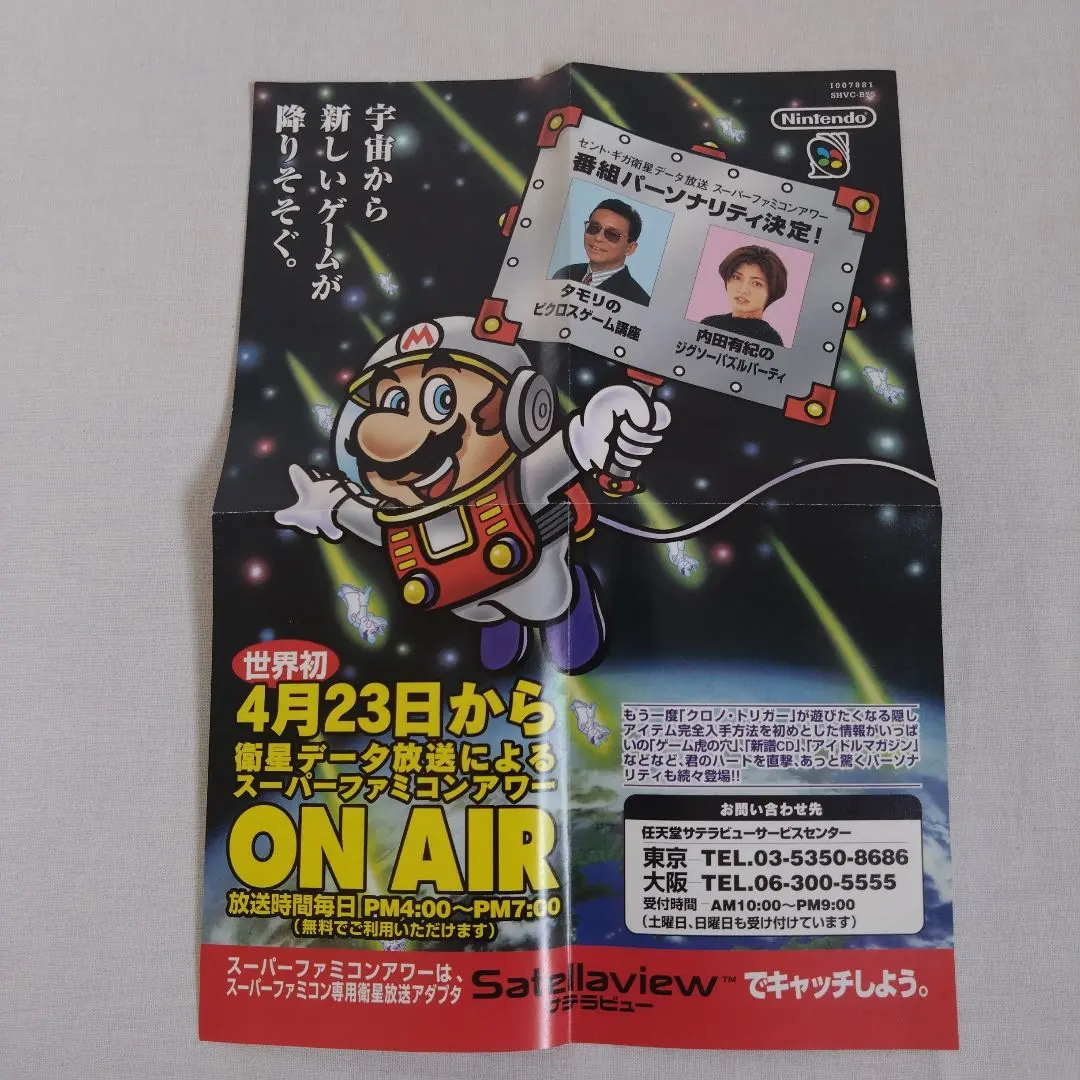 I007881
SHVC-BSS
Nintendo
宇宙から
新しいゲームが
降りそそぐ。
セント・ギガ衛星データ放送 スーパーファミコンアワー
番組パーソナリティ決定!
タモリの
ピクロスゲーム講座
内田有紀の
ジグソーパズルパーティ
M
世界初
4月23日から
衛星データ放送による
スーパーファミコンアワー
ON AIR
放送時間毎日 PM4:00〜PM7:00
(無料でご利用いただけます)
もう一度「クロノ・トリガー」が遊びたくなる隠し
アイテム完全入手方法を初めとした情報がいっぱ
いの「ゲーム虎の穴」、「新譜CD」、「アイドルマガジン」
などなど、君のハートを直撃、あっと驚くパーソナ
リティも続々登場!!
お問い合わせ先
任天堂サテラビューサービスセンター
東京 TEL.03-5350-8686
大阪 TEL.06-300-5555
受付時間 AM10:00〜PM9:00
(土曜日、日曜日も受け付けています)
スーパーファミコンアワーは、
スーパーファミコン専用衛星放送アダプタ
Satellaview™
サテラビュー
でキャッチしよう。